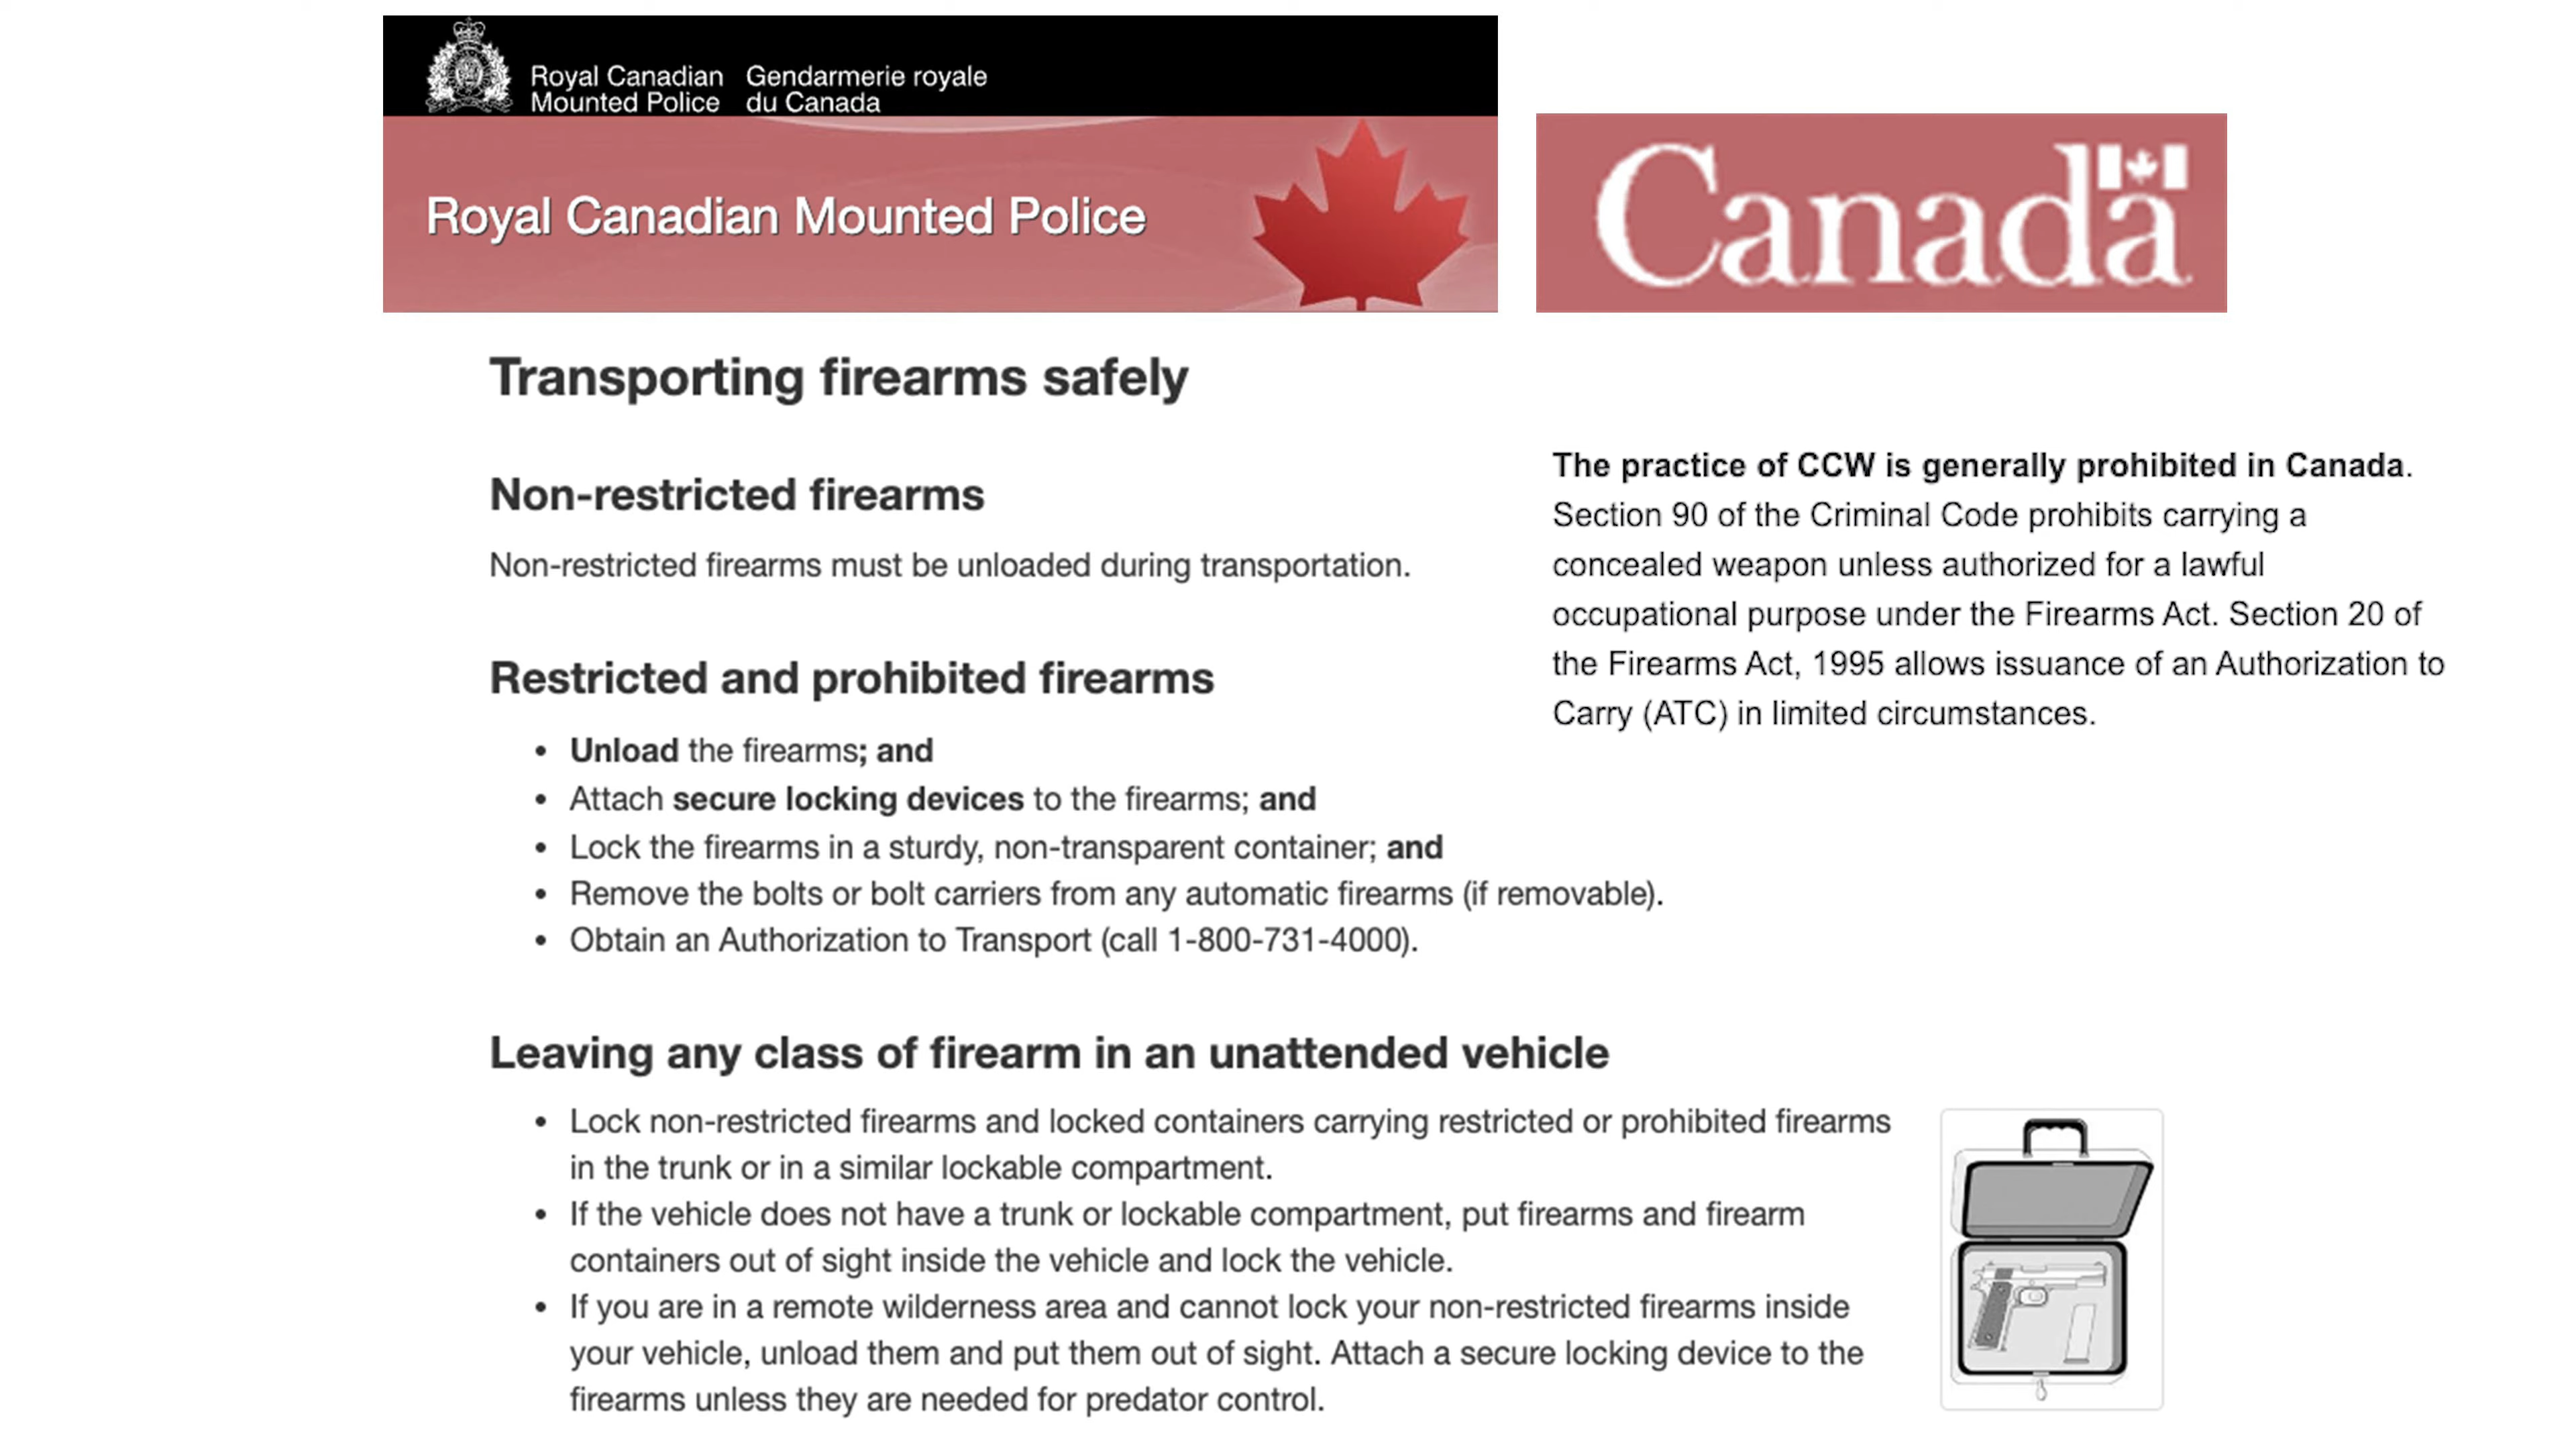 Royal Canadian Gendarmerie royale
Mounted Police du Canada
Royal Canadian Mounted Police
Canada
Transporting firearms safely
Non-restricted firearms
Non-restricted firearms must be unloaded during transportation.
Restricted and prohibited firearms
• Unload the firearms; and
• Attach secure locking devices to the firearms; and
• Lock the firearms in a sturdy, non-transparent container; and
• Remove the bolts or bolt carriers from any automatic firearms (if removable).
• Obtain an Authorization to Transport (call 1-800-731-4000).
The practice of CCW is generally prohibited in Canada.
Section 90 of the Criminal Code prohibits carrying a
concealed weapon unless authorized for a lawful
occupational purpose under the Firearms Act. Section 20 of
the Firearms Act, 1995 allows issuance of an Authorization to
Carry (ATC) in limited circumstances.
Leaving any class of firearm in an unattended vehicle
• Lock non-restricted firearms and locked containers carrying restricted or prohibited firearms
in the trunk or in a similar lockable compartment.
• If the vehicle does not have a trunk or lockable compartment, put firearms and firearm
containers out of sight inside the vehicle and lock the vehicle.
• If you are in a remote wilderness area and cannot lock your non-restricted firearms inside
your vehicle, unload them and put them out of sight. Attach a secure locking device to the
firearms unless they are needed for predator control.